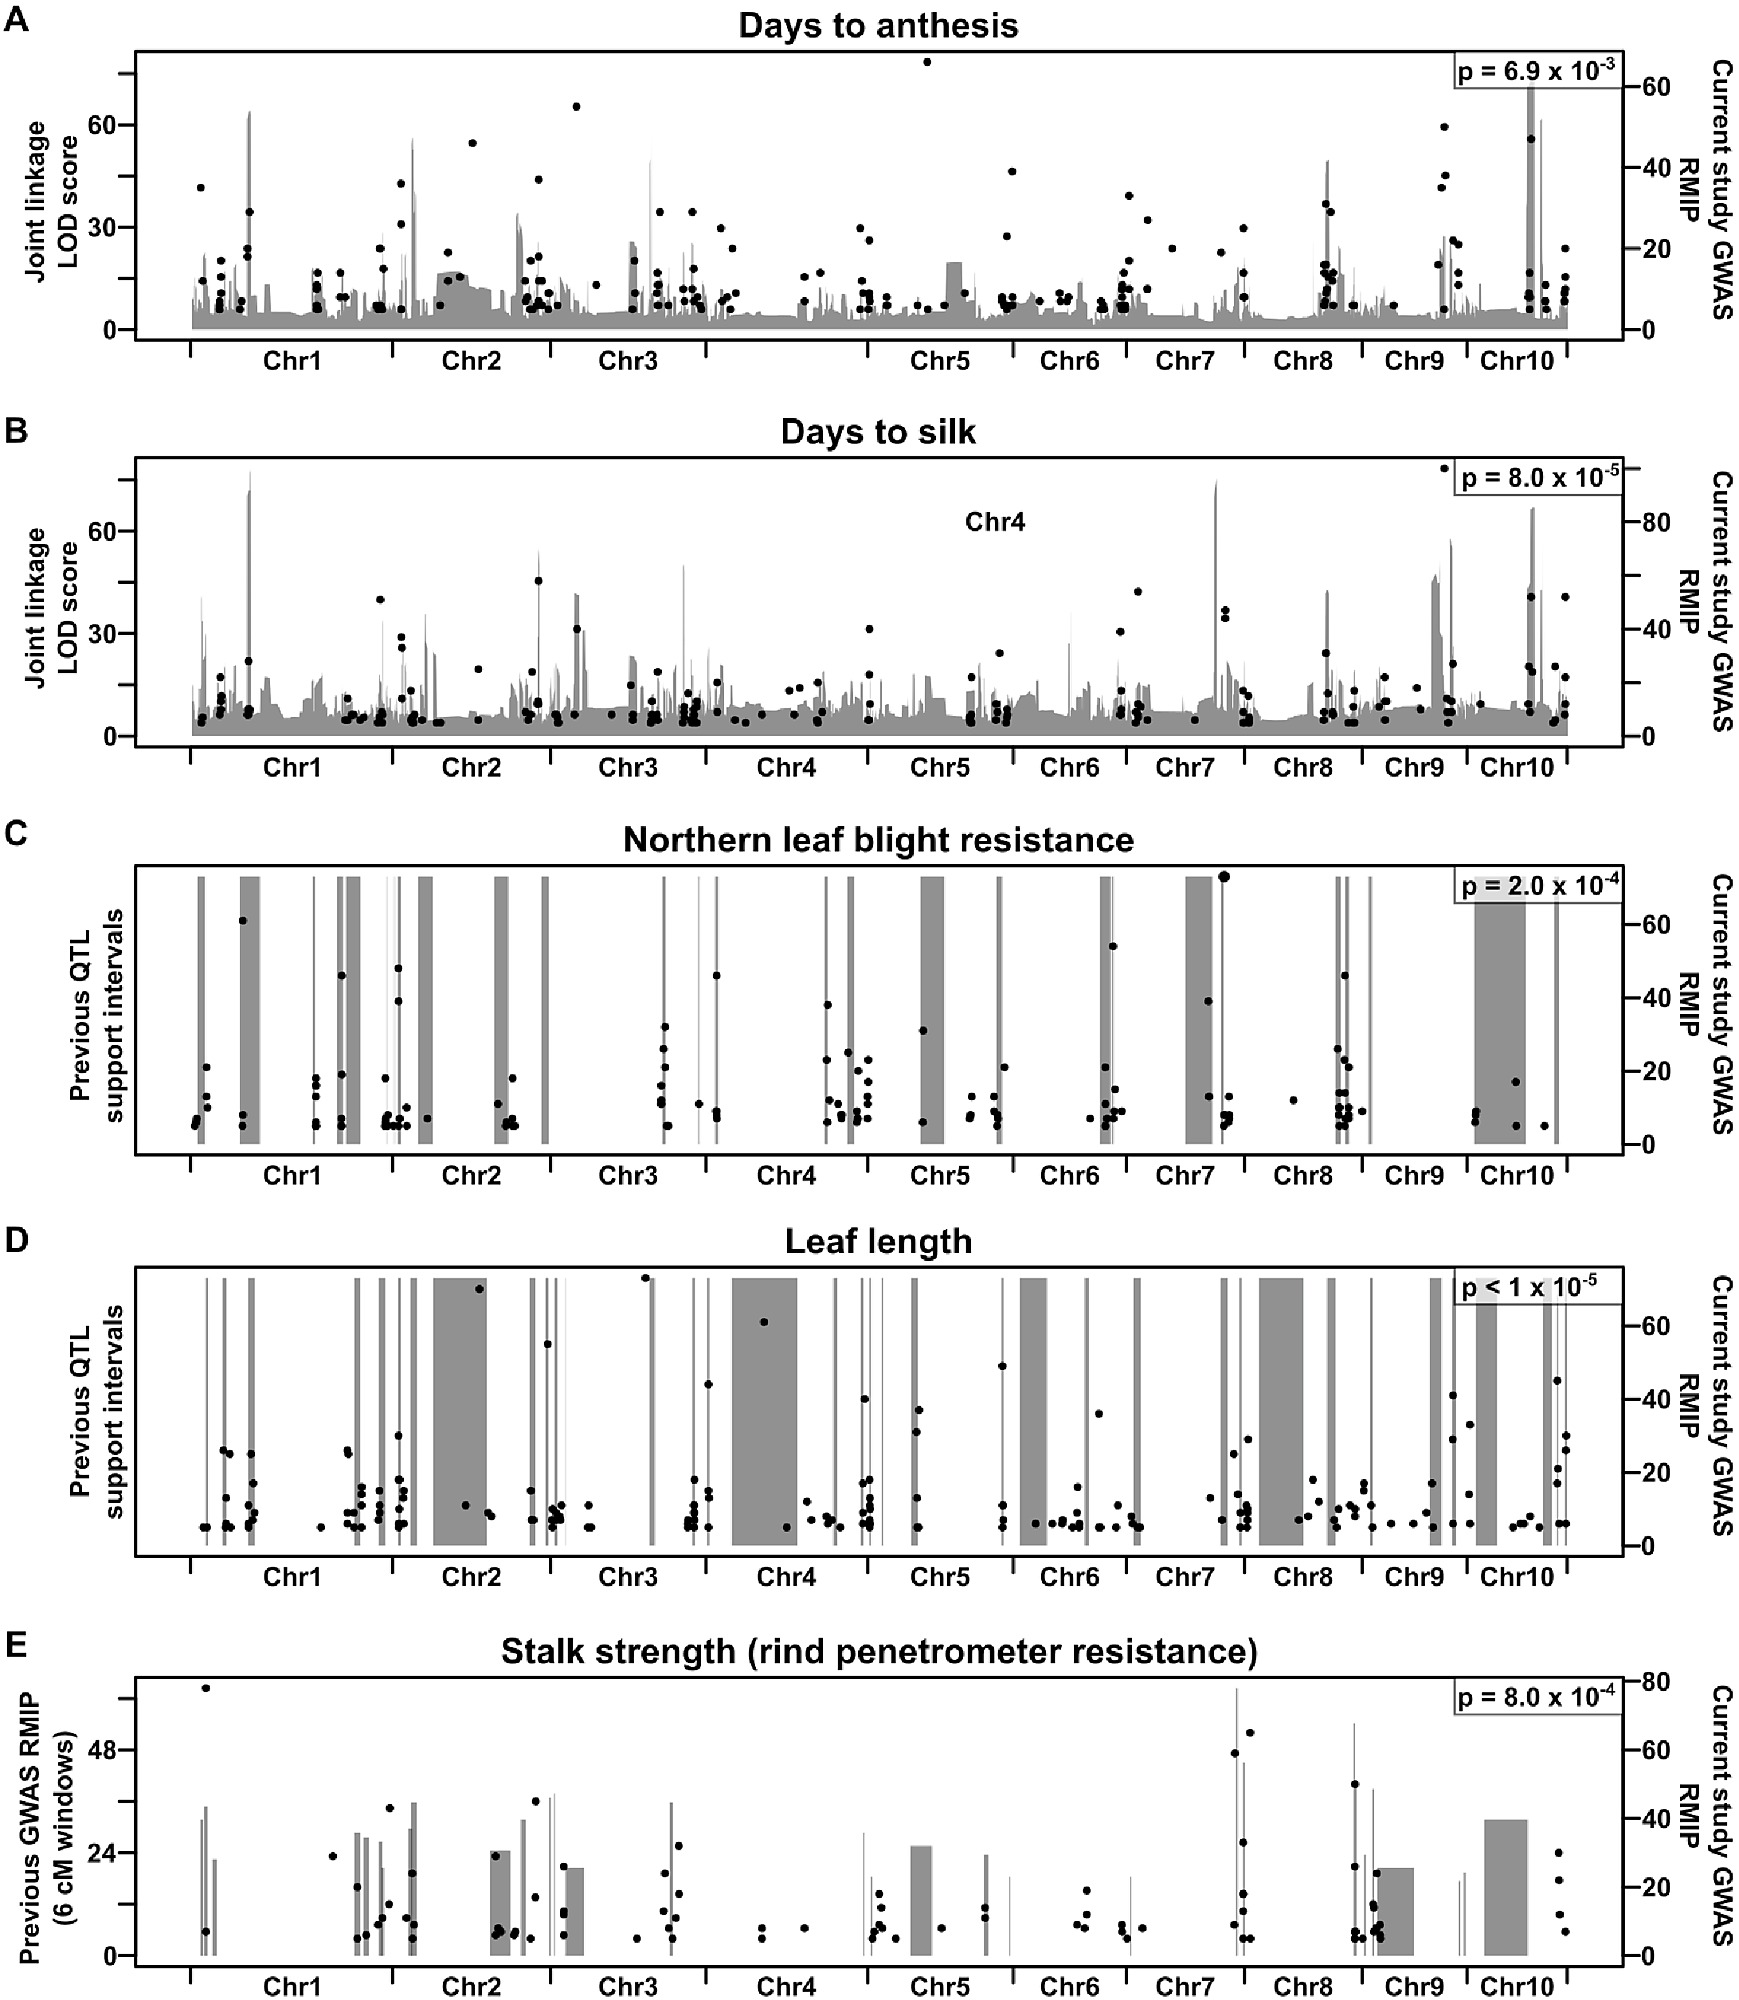 A
Days to anthesis
p = 6.9 x 10-3
Joint linkage
LOD score
60
30
0
60
40
20
0
Current study GWAS
RMIP
Chr1 Chr2 Chr3 Chr5 Chr6 Chr7 Chr8 Chr9 Chr10
B
Days to silk
p = 8.0 x 10-5
Chr4
Joint linkage
LOD score
60
30
0
80
40
0
Current study GWAS
RMIP
Chr1 Chr2 Chr3 Chr4 Chr5 Chr6 Chr7 Chr8 Chr9 Chr10
C
Northern leaf blight resistance
p = 2.0 x 10-4
Previous QTL
support intervals
60
40
20
0
Current study GWAS
RMIP
Chr1 Chr2 Chr3 Chr4 Chr5 Chr6 Chr7 Chr8 Chr9 Chr10
D
Leaf length
p < 1 x 10-5
Previous QTL
support intervals
60
40
20
0
Current study GWAS
RMIP
Chr1 Chr2 Chr3 Chr4 Chr5 Chr6 Chr7 Chr8 Chr9 Chr10
E
Stalk strength (rind penetrometer resistance)
p = 8.0 x 10-4
Previous GWAS RMIP
(6 cM windows)
48
24
0
80
60
40
20
0
Current study GWAS
RMIP
Chr1 Chr2 Chr3 Chr4 Chr5 Chr6 Chr7 Chr8 Chr9 Chr10